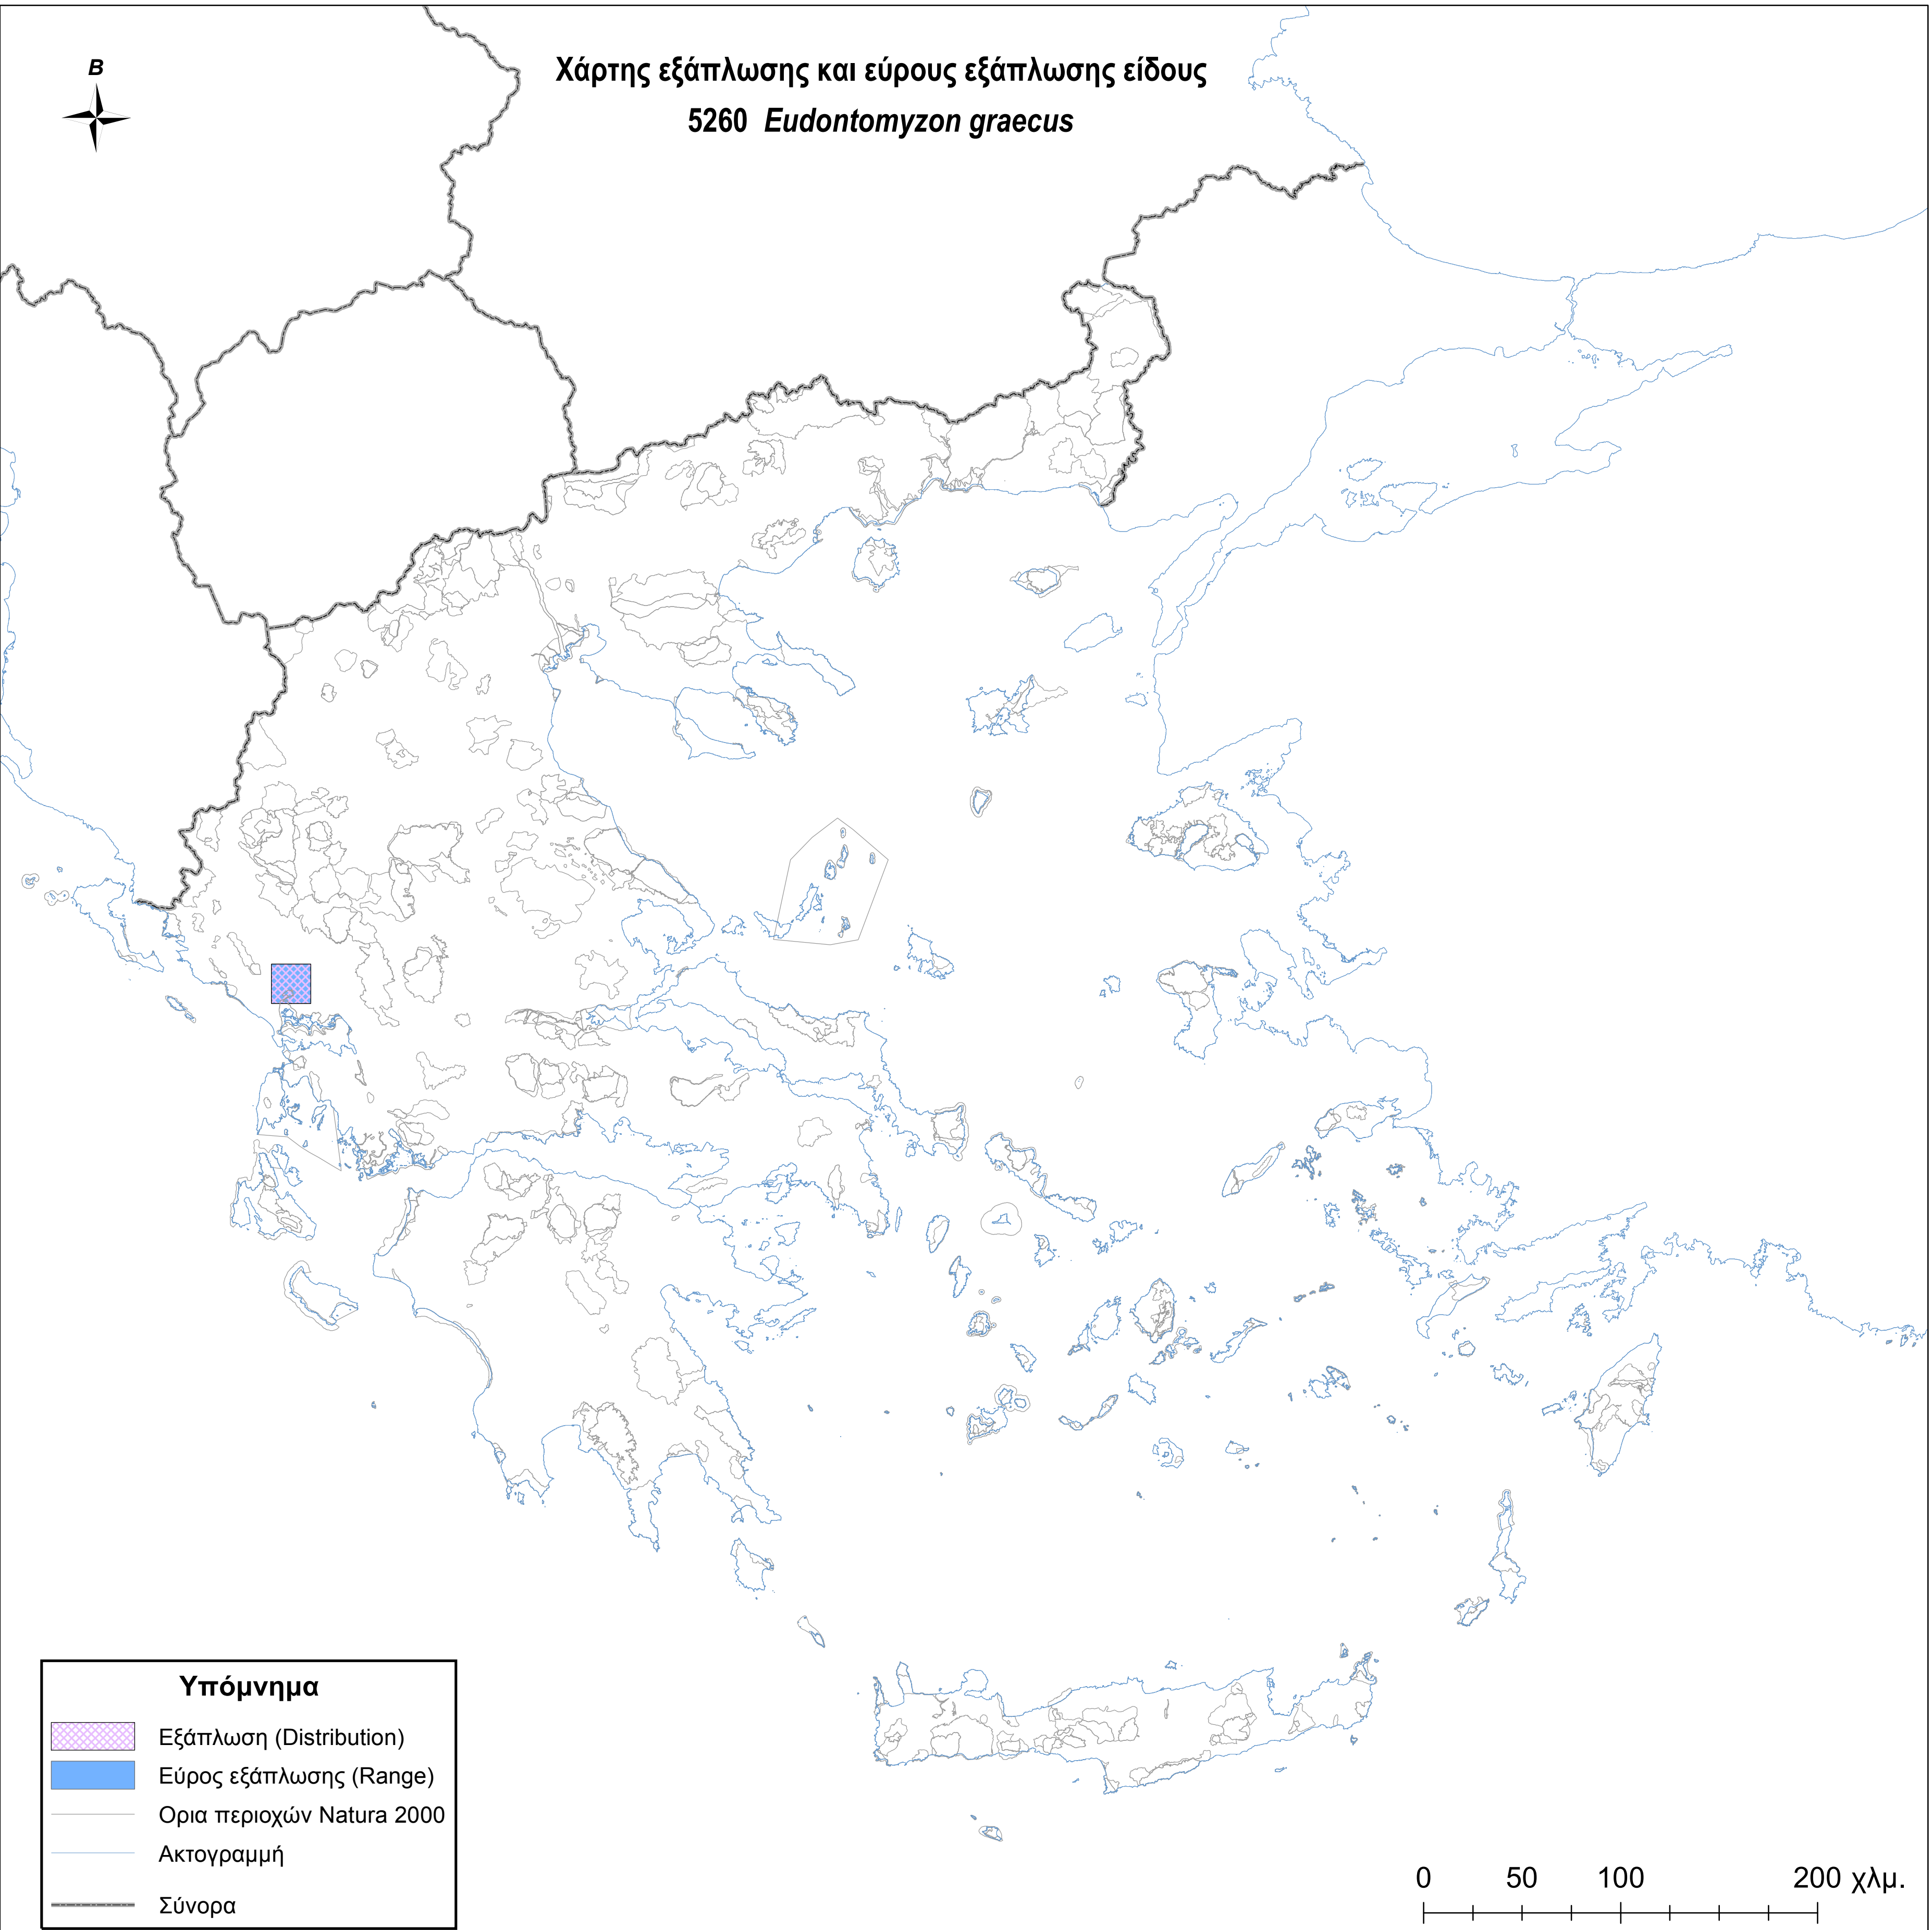 Β
Χάρτης εξάπλωσης και εύρους εξάπλωσης είδους
5260 Eudontomyzon graecus
Υπόμνημα
Εξάπλωση (Distribution)
Εύρος εξάπλωσης (Range)
Ορια περιοχών Natura 2000
Ακτογραμμή
Σύνορα
0 50 100 200 χλμ.